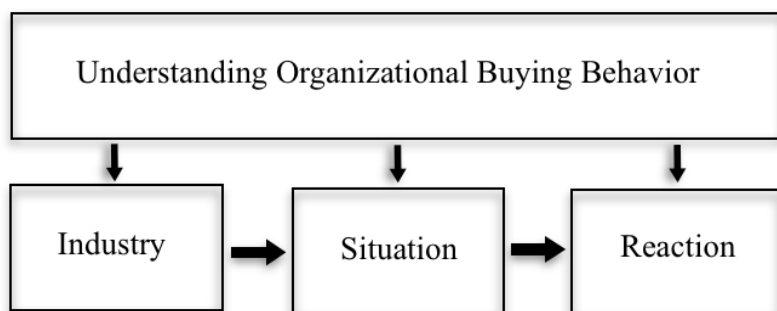 Understanding Organizational Buying Behavior
Industry
Situation
Reaction